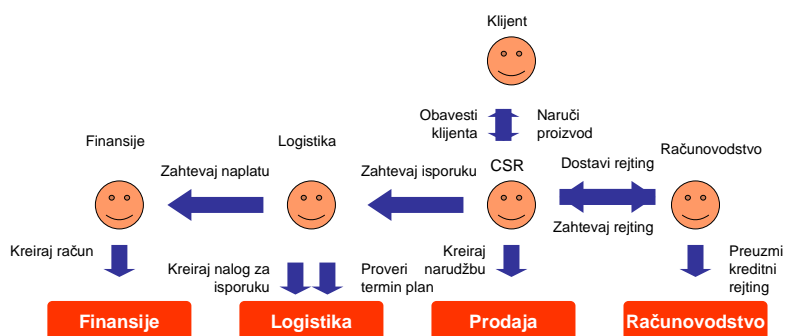 Klijent
Obavesti
klijenta
Naruči
proizvod
Finansije
Logistika
CSR
Računovodstvo
Zahtevaj naplatu
Zahtevaj isporuku
Dostavi rejting
Zahtevaj rejting
Kreiraj račun
Kreiraj nalog za
isporuku
Proveri
termin plan
Kreiraj
narudžbu
Preuzmi
kreditni
rejting
Finansije
Logistika
Prodaja
Računovodstvo